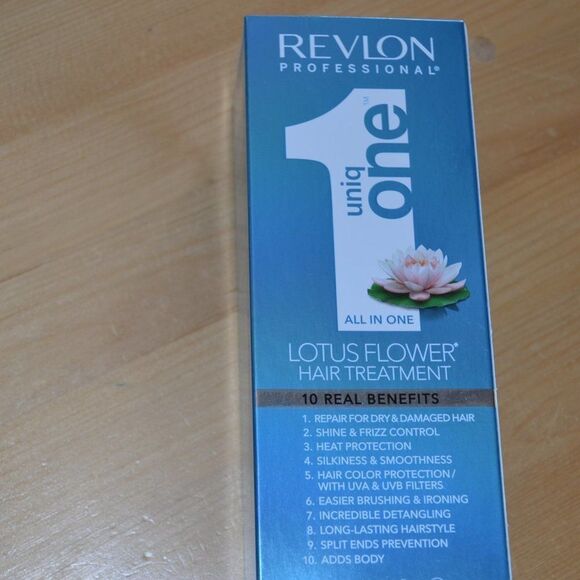 REVLON
PROFESSIONAL®
1
uniq
one™
ALL IN ONE
LOTUS FLOWER*
HAIR TREATMENT
10 REAL BENEFITS
1. REPAIR FOR DRY & DAMAGED HAIR
2. SHINE & FRIZZ CONTROL
3. HEAT PROTECTION
4. SILKINESS & SMOOTHNESS
5. HAIR COLOR PROTECTION/
WITH UVA & UVB FILTERS
6. EASIER BRUSHING & IRONING
7. INCREDIBLE DETANGLING
8. LONG-LASTING HAIRSTYLE
9. SPLIT ENDS PREVENTION
10. ADDS BODY